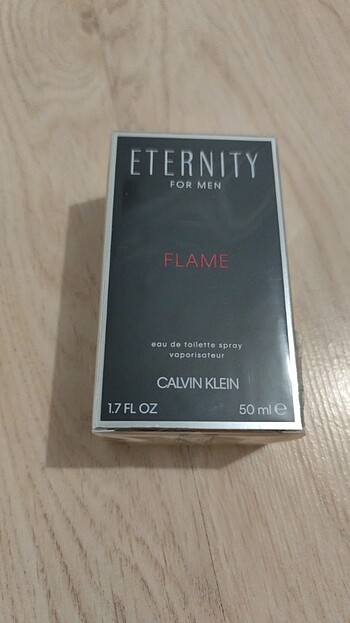 ETERNITY
FOR MEN
FLAME
eau de toilette spray
vaporisateur
CALVIN KLEIN
1.7 FL OZ 50 ml ℮